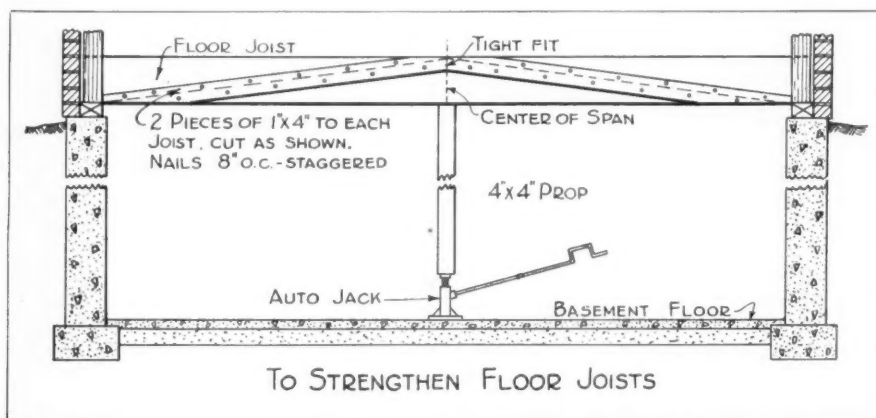 FLOOR JOIST
TIGHT FIT
2 PIECES OF 1"X4" TO EACH
JOIST, CUT AS SHOWN.
NAILS 8" O.C.-STAGGERED
CENTER OF SPAN
4"X4" PROP
AUTO JACK
BASEMENT FLOOR
TO STRENGTHEN FLOOR JOISTS